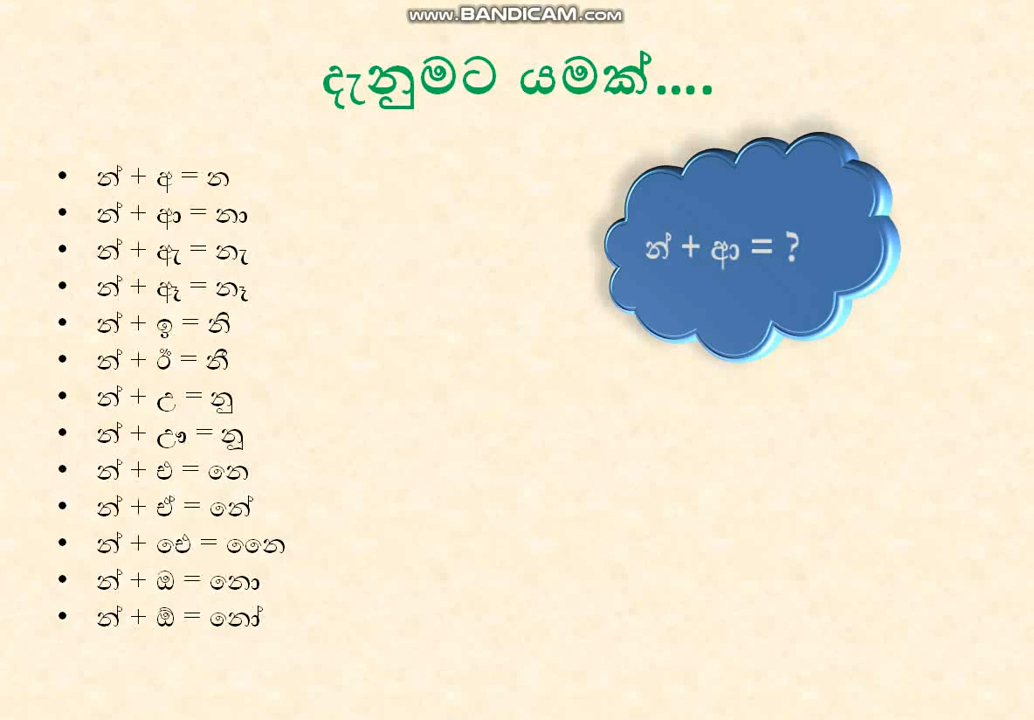 www.BANDICAM.com
දැනුමට යමක්....
• න් + අ = න
• න් + ආ = නා
• න් + ඇ = නැ
• න් + ඈ = නෑ
• න් + ඉ = නි
• න් + ඊ = නී
• න් + උ = නු
• න් + ඌ = නූ
• න් + එ = නෙ
• න් + ඒ = නේ
• න් + ඓ = නෛ
• න් + ඔ = නො
• න් + ඕ = නෝ
න් + ආ = ?